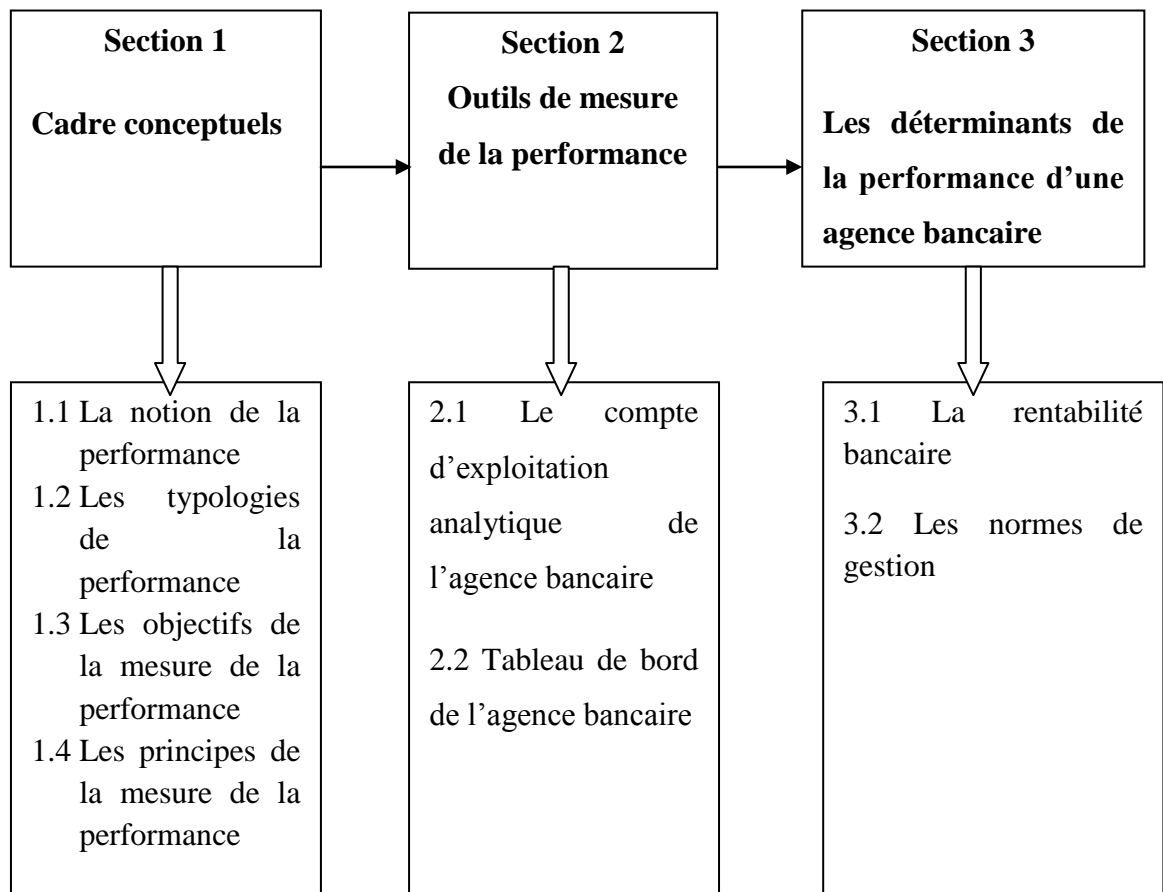 Section 1
Cadre conceptuels
Section 2
Outils de mesure
de la performance
Section 3
Les déterminants de
la performance d'une
agence bancaire
1.1 La notion de la
performance
1.2 Les typologies
de la
performance
1.3 Les objectifs de
la mesure de la
performance
1.4 Les principes de
la mesure de la
performance
2.1 Le compte
d'exploitation
analytique de
l'agence bancaire
2.2 Tableau de bord
de l'agence bancaire
3.1 La rentabilité
bancaire
3.2 Les normes de
gestion